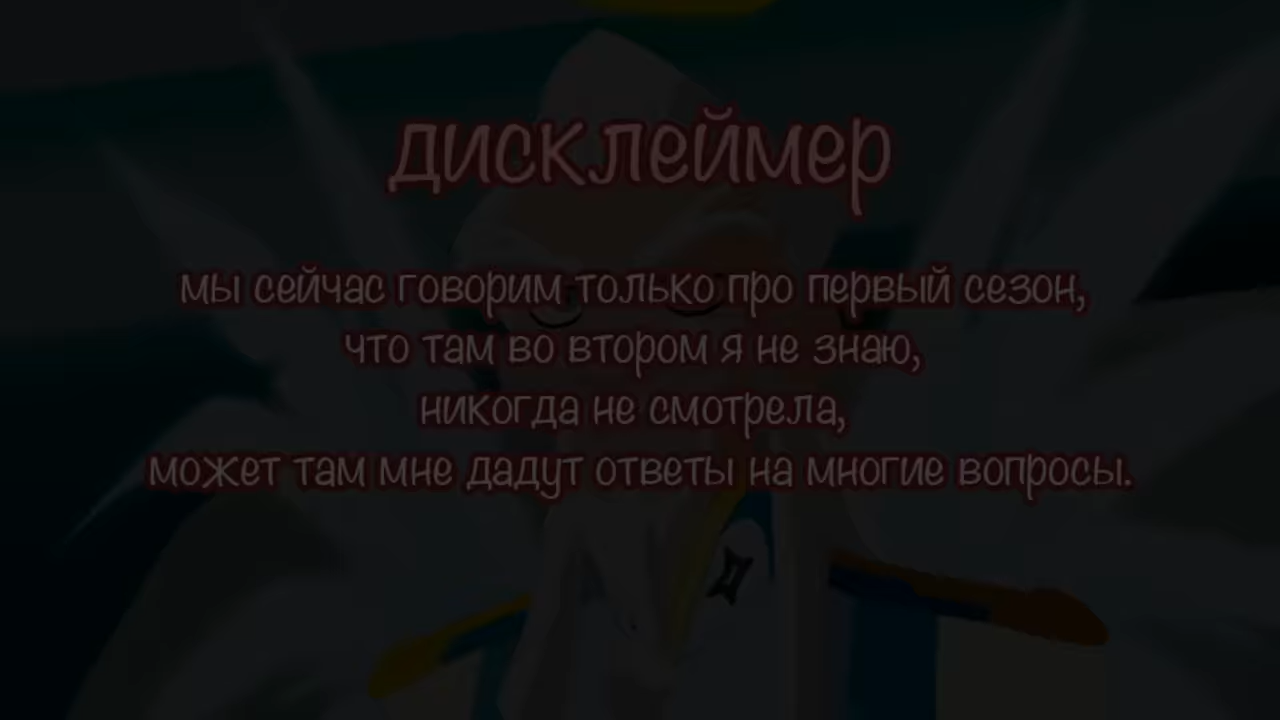 дисклеймер
мы сейчас говорим только про первый сезон,
что там во втором я не знаю,
никогда не смотрела,
может там мне дадут ответы на многие вопросы.